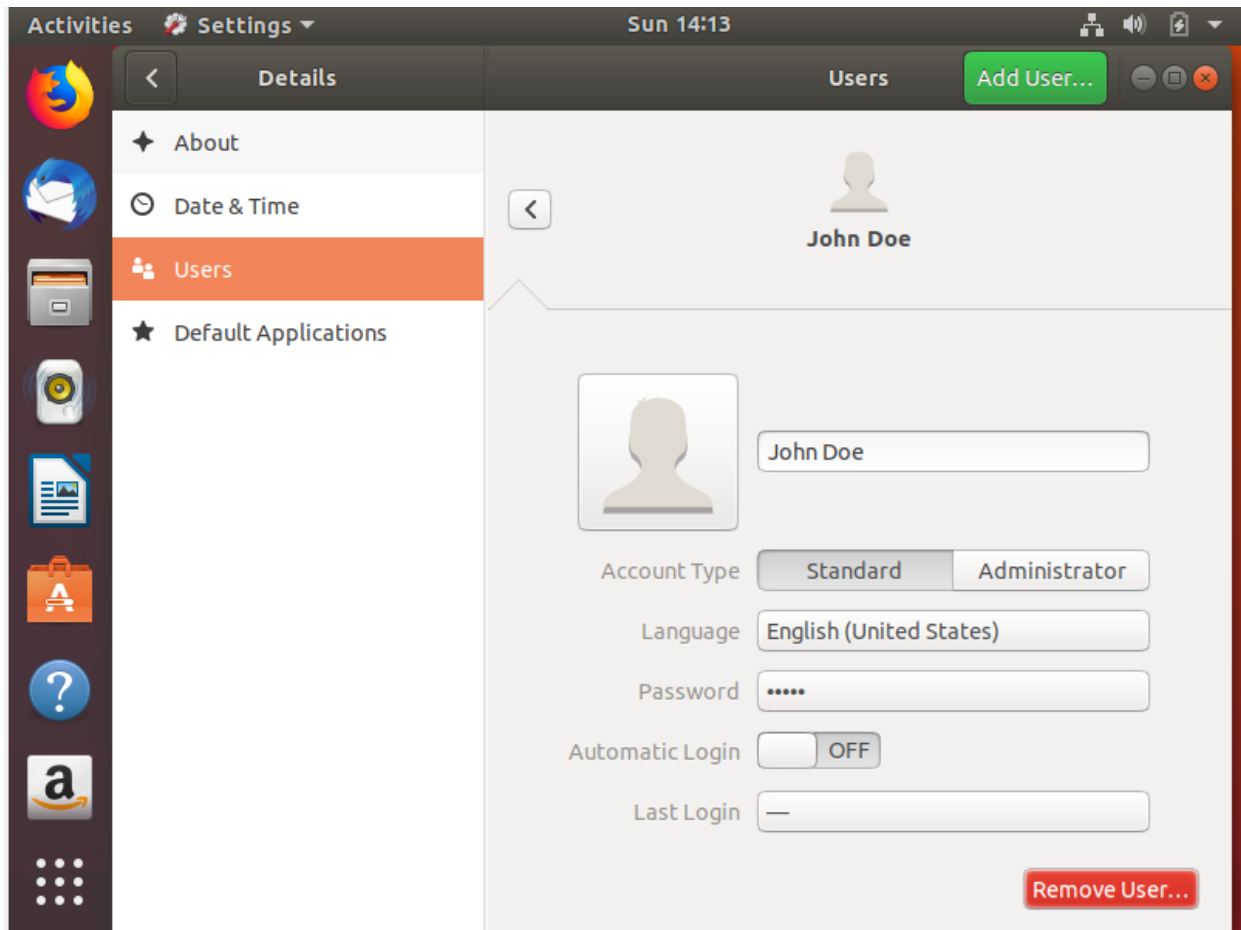 Activities Settings Sun 14:13
Details Users Add User...
About
Date & Time
Users
Default Applications
John Doe
John Doe
Account Type Standard Administrator
Language English (United States)
Password •••••
Automatic Login OFF
Last Login —
Remove User...